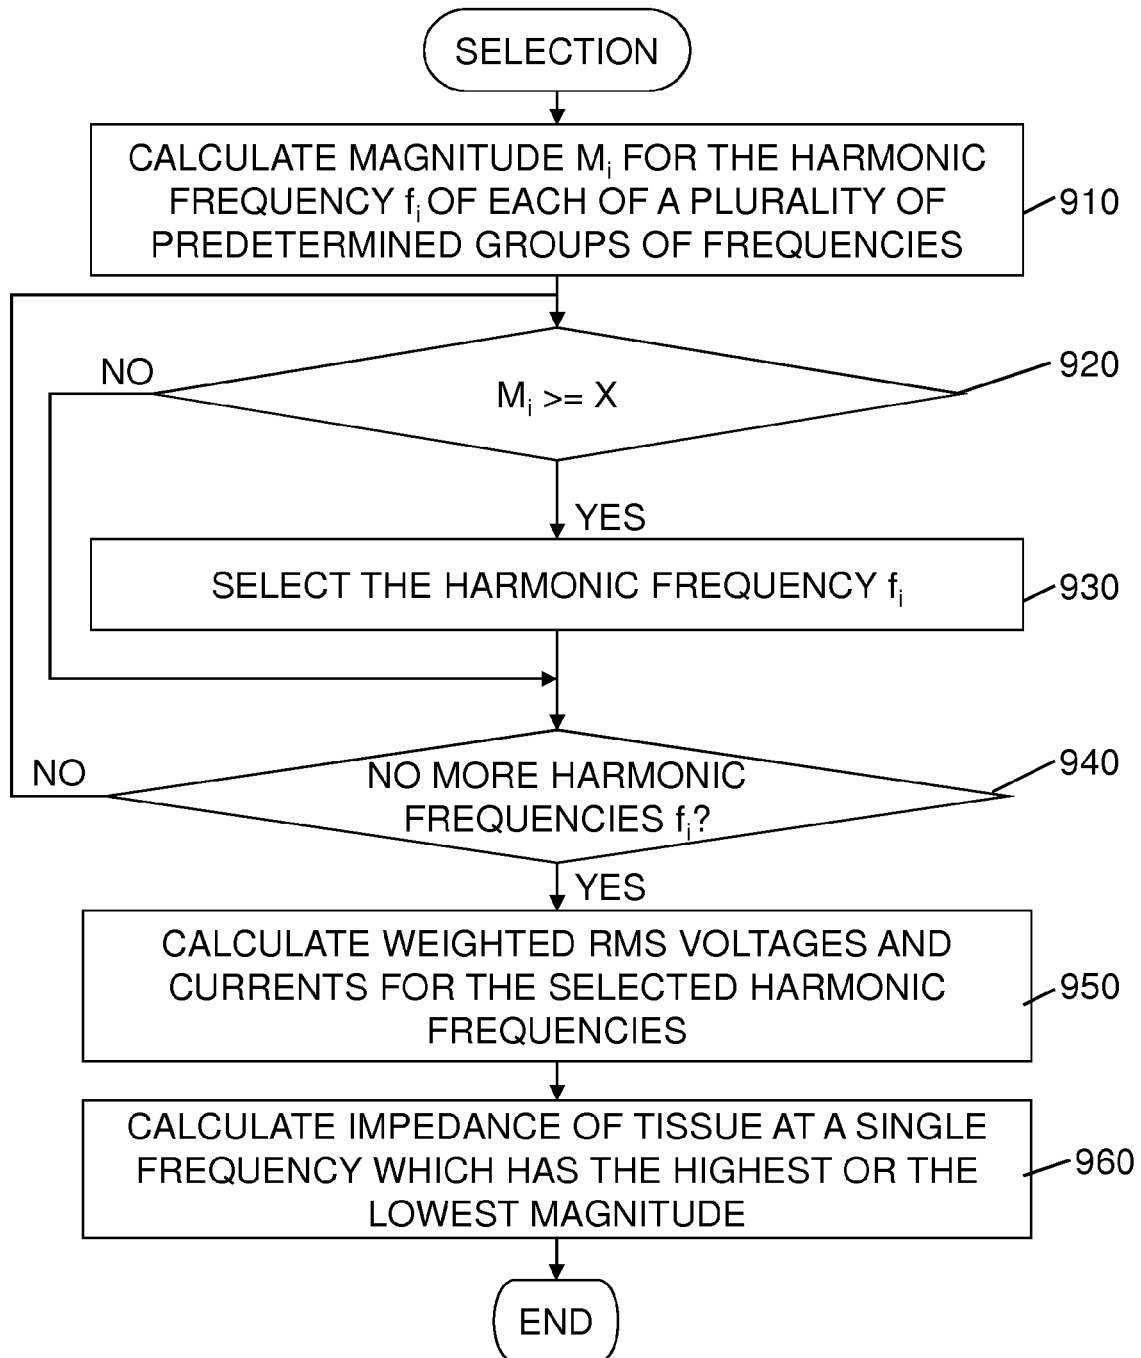 SELECTION
CALCULATE MAGNITUDE Mi FOR THE HARMONIC
FREQUENCY fi OF EACH OF A PLURALITY OF
PREDETERMINED GROUPS OF FREQUENCIES
910
NO
Mi >= X
920
YES
SELECT THE HARMONIC FREQUENCY fi
930
NO
NO MORE HARMONIC
FREQUENCIES fi?
940
YES
CALCULATE WEIGHTED RMS VOLTAGES AND
CURRENTS FOR THE SELECTED HARMONIC
FREQUENCIES
950
CALCULATE IMPEDANCE OF TISSUE AT A SINGLE
FREQUENCY WHICH HAS THE HIGHEST OR THE
LOWEST MAGNITUDE
960
END